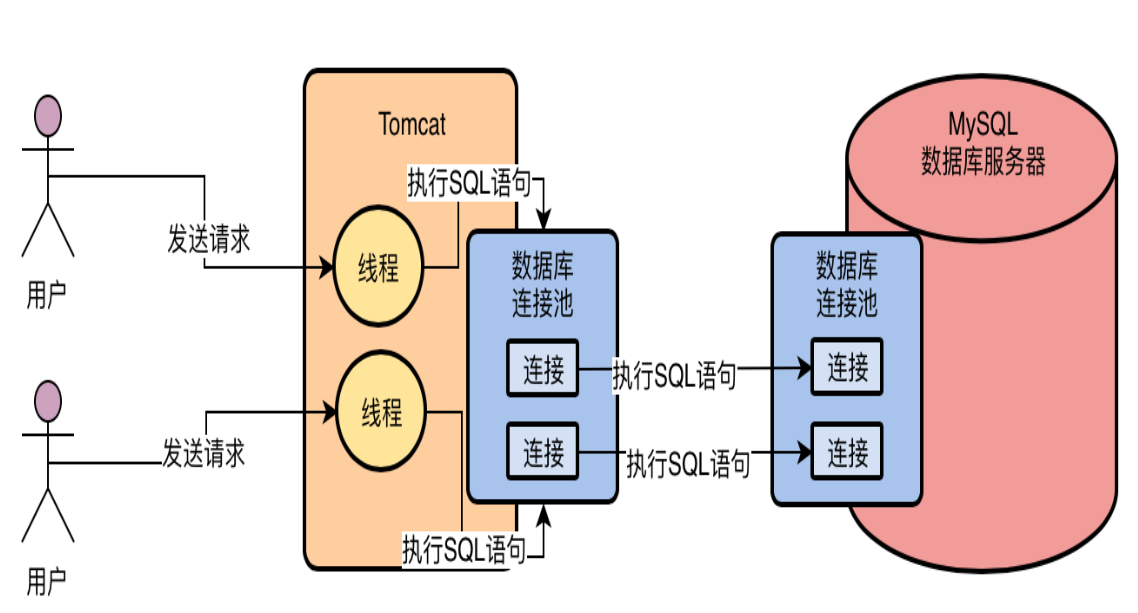 Tomcat
MySQL
数据库服务器
执行SQL语句
发送请求
线程
数据库
连接池
数据库
连接池
用户
连接
执行SQL语句
连接
线程
发送请求
连接
执行SQL语句
连接
执行SQL语句
用户